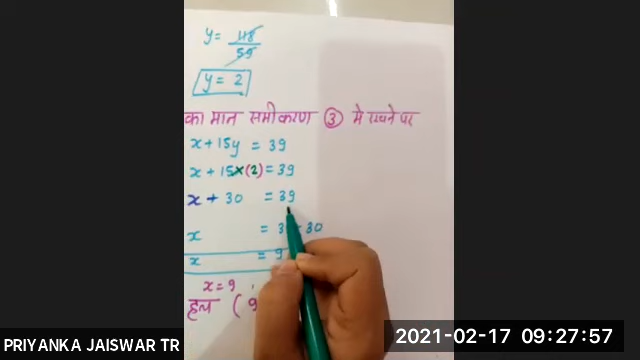 y = 118
59
y = 2
का मान समीकरण ③ मे रखने पर
x + 15y = 39
x + 15×(2) = 39
x + 30 = 39
x = 3 - 30
x = 9
x = 9
हल (9
PRIYANKA JAISWAR TR
2021-02-17 09:27:57